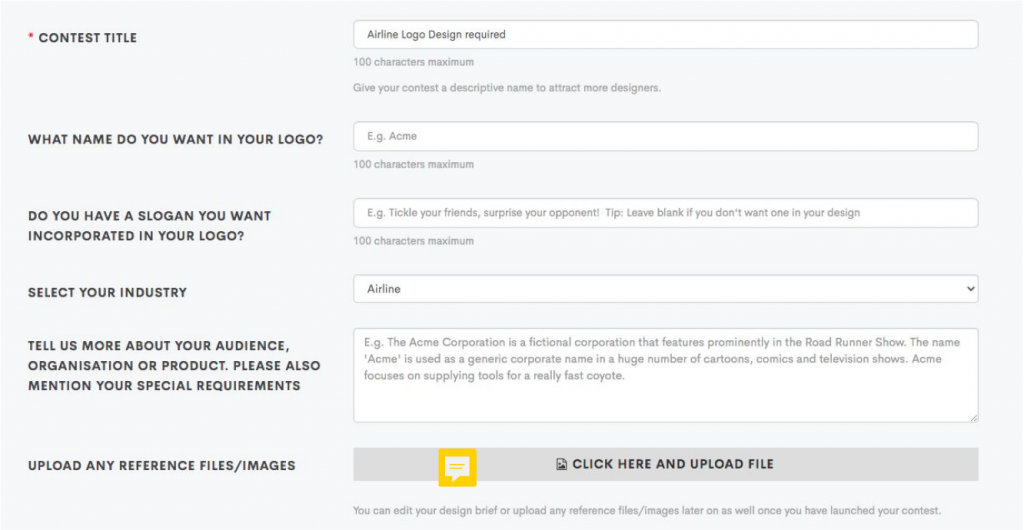 * CONTEST TITLE
Airline Logo Design required
100 characters maximum
Give your contest a descriptive name to attract more designers.
WHAT NAME DO YOU WANT IN YOUR LOGO?
E.g. Acme
100 characters maximum
DO YOU HAVE A SLOGAN YOU WANT
INCORPORATED IN YOUR LOGO?
E.g. Tickle your friends, surprise your opponent! Tip: Leave blank if you don't want one in your design
100 characters maximum
SELECT YOUR INDUSTRY
Airline
TELL US MORE ABOUT YOUR AUDIENCE,
ORGANISATION OR PRODUCT. PLEASE ALSO
MENTION YOUR SPECIAL REQUIREMENTS
E.g. The Acme Corporation is a fictional corporation that features prominently in the Road Runner Show. The name
'Acme' is used as a generic corporate name in a huge number of cartoons, comics and television shows. Acme
focuses on supplying tools for a really fast coyote.
UPLOAD ANY REFERENCE FILES/IMAGES
CLICK HERE AND UPLOAD FILE
You can edit your design brief or upload any reference files/images later on as well once you have launched your contest.